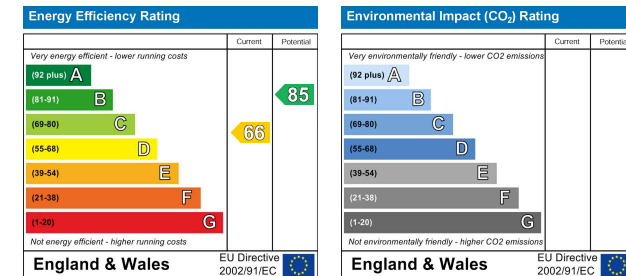 Energy Efficiency Rating
Current Potential
Very energy efficient - lower running costs
(92 plus) A
(81-91) B
85
(69-80) C
66
(55-68) D
(39-54) E
(21-38) F
(1-20) G
Not energy efficient - higher running costs
England & Wales
EU Directive
2002/91/EC
Environmental Impact (CO₂) Rating
Current Potential
Very environmentally friendly - lower CO2 emissions
(92 plus) A
(81-91) B
(69-80) C
(55-68) D
(39-54) E
(21-38) F
(1-20) G
Not environmentally friendly - higher CO2 emissions
England & Wales
EU Directive
2002/91/EC